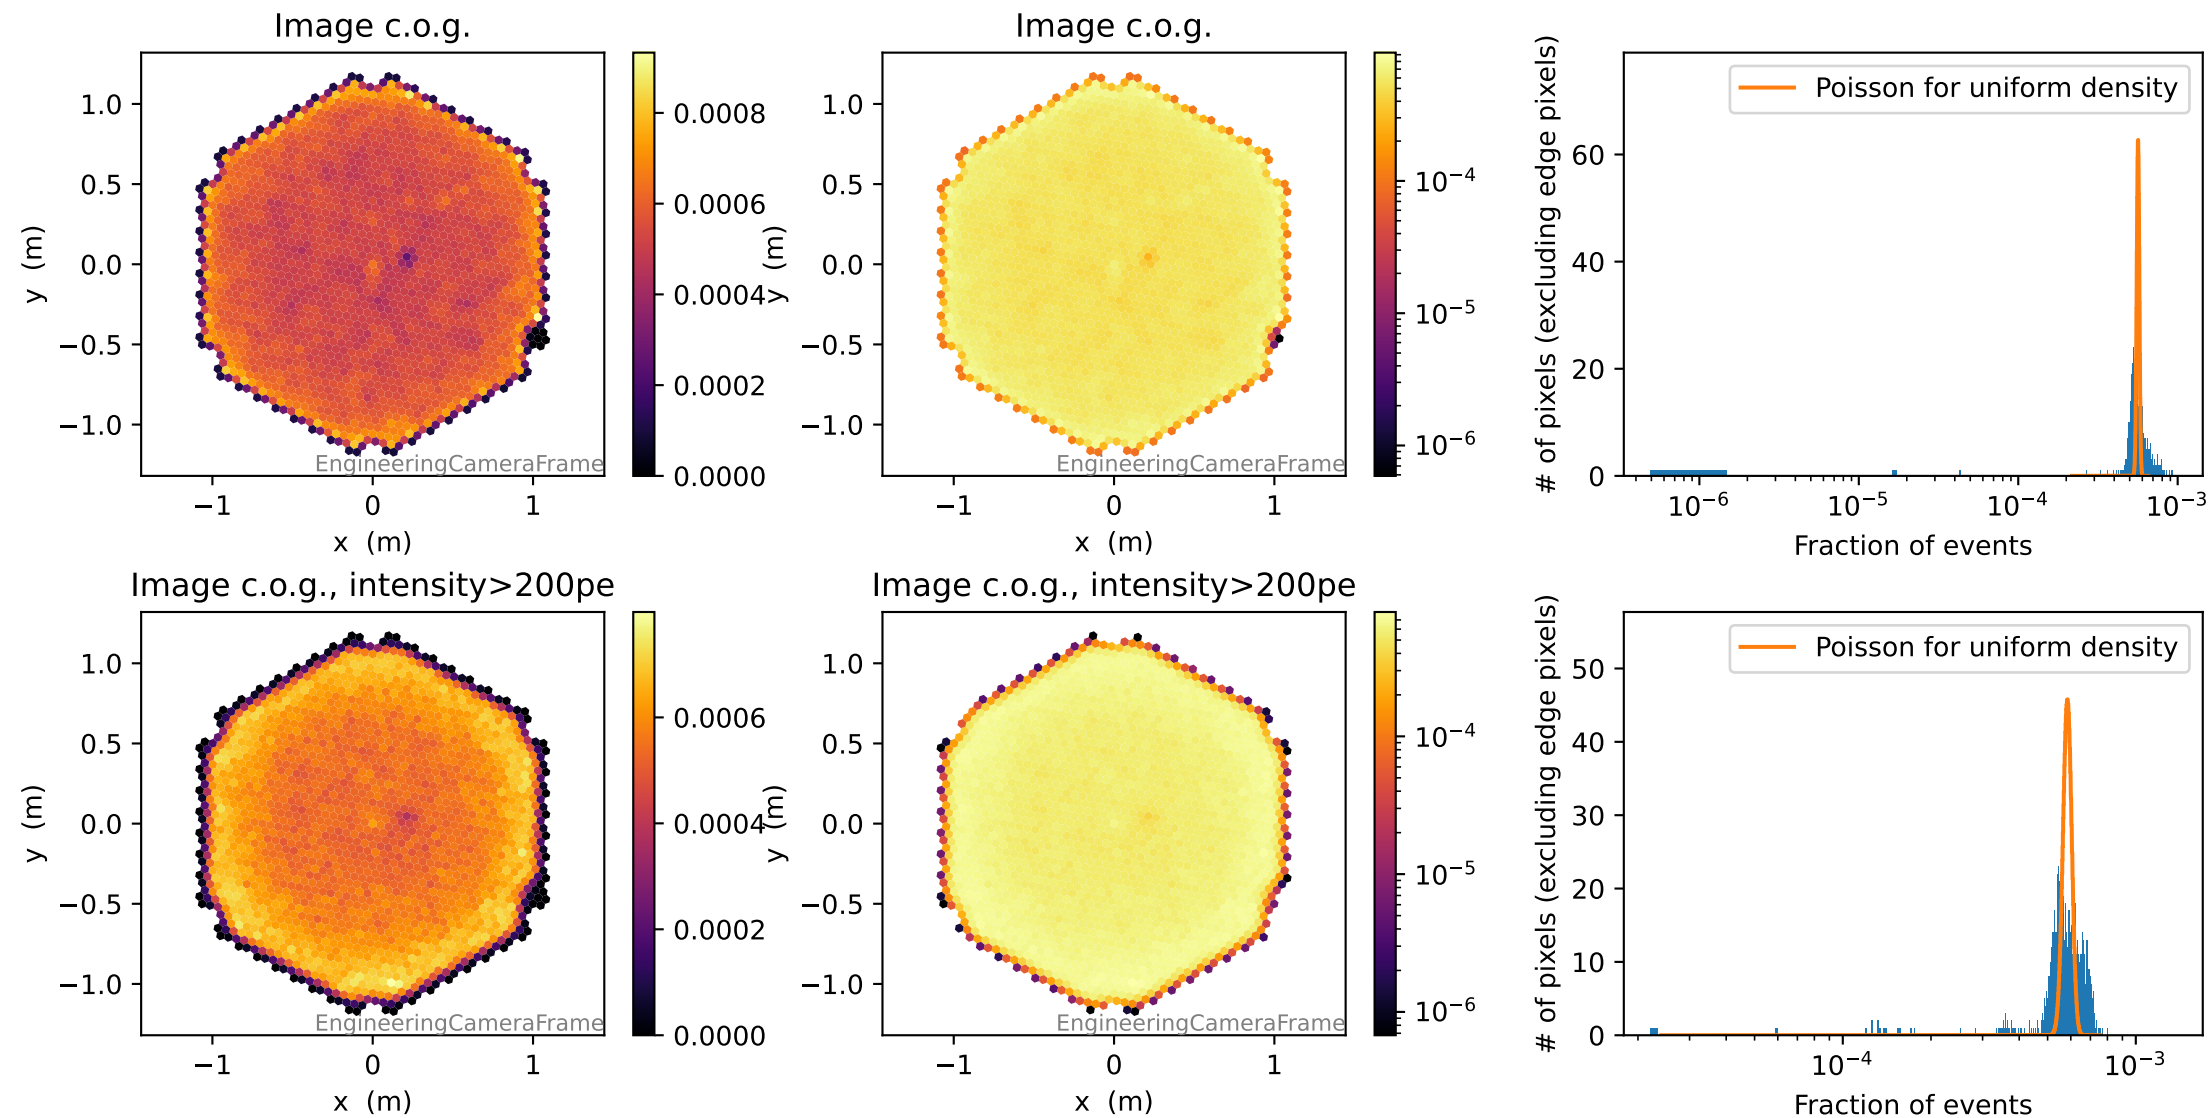 Image c.o.g.
1.0
0.5
0.0
−0.5
−1.0
y (m)
−1
0
1
x (m)
EngineeringCameraFrame
0.0008
0.0006
0.0004
0.0002
0.0000
Image c.o.g.
1.0
0.5
0.0
−0.5
−1.0
y (m)
−1
0
1
x (m)
EngineeringCameraFrame
10⁻⁴
10⁻⁵
10⁻⁶
Poisson for uniform density
60
40
20
0
# of pixels (excluding edge pixels)
10⁻⁶
10⁻⁵
10⁻⁴
10⁻³
Fraction of events
Image c.o.g., intensity>200pe
1.0
0.5
0.0
−0.5
−1.0
y (m)
−1
0
1
x (m)
EngineeringCameraFrame
0.0006
0.0004
0.0002
0.0000
Image c.o.g., intensity>200pe
1.0
0.5
0.0
−0.5
−1.0
y (m)
−1
0
1
x (m)
EngineeringCameraFrame
10⁻⁴
10⁻⁵
10⁻⁶
Poisson for uniform density
50
40
30
20
10
0
# of pixels (excluding edge pixels)
10⁻⁴
10⁻³
Fraction of events